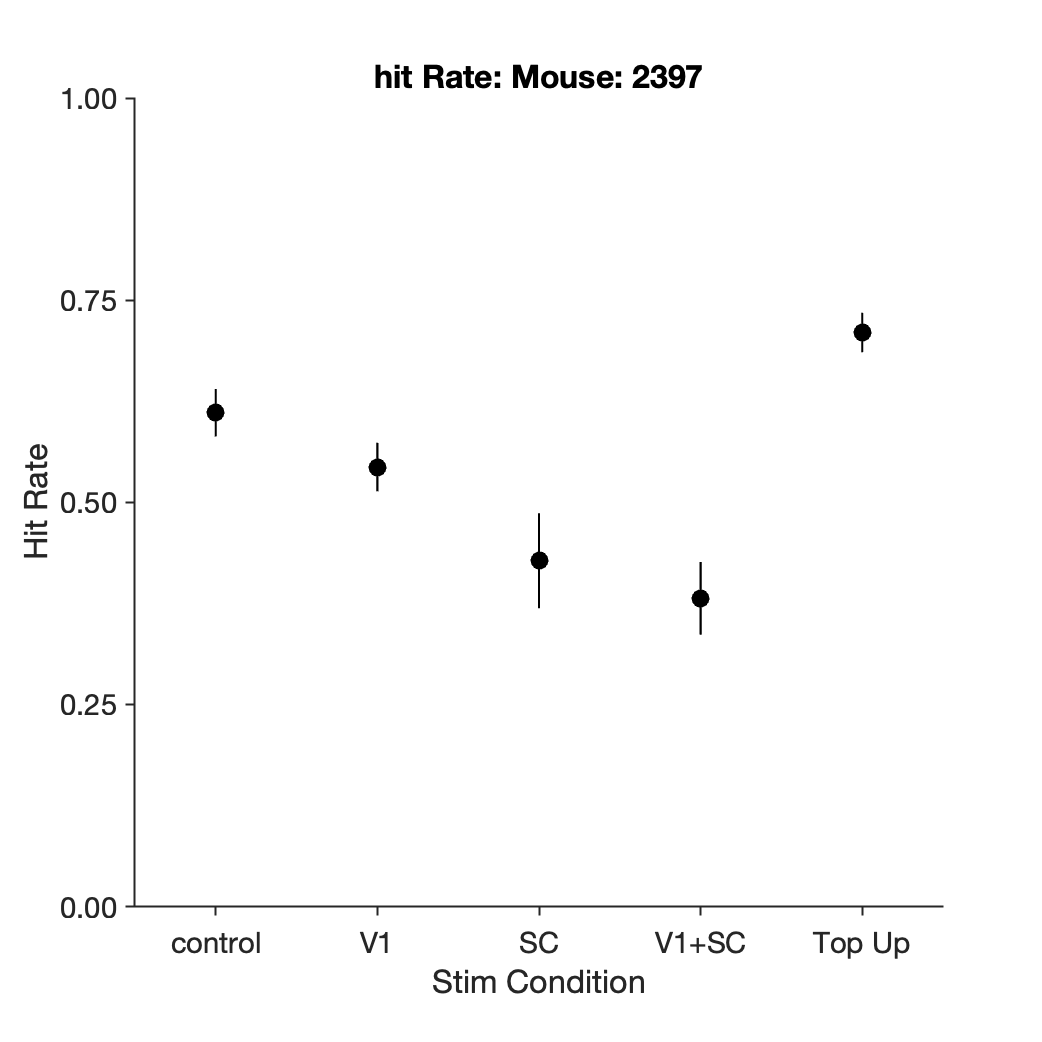 hit Rate: Mouse: 2397
1.00
0.75
0.50
0.25
0.00
Hit Rate
control V1 SC V1+SC Top Up
Stim Condition